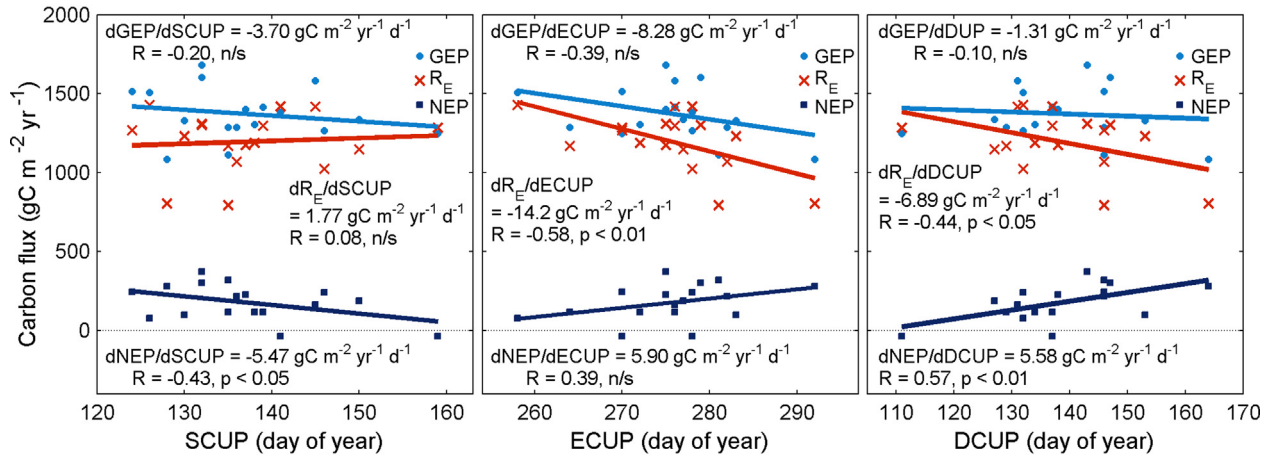 dGEP/dSCUP = -3.70 gC m⁻² yr⁻¹ d⁻¹
R = -0.20, n/s
GEP
R_E
NEP
dR_E/dSCUP
= 1.77 gC m⁻² yr⁻¹ d⁻¹
R = 0.08, n/s
dNEP/dSCUP = -5.47 gC m⁻² yr⁻¹ d⁻¹
R = -0.43, p < 0.05
dGEP/dECUP = -8.28 gC m⁻² yr⁻¹ d⁻¹
R = -0.39, n/s
GEP
R_E
NEP
dR_E/dECUP
= -14.2 gC m⁻² yr⁻¹ d⁻¹
R = -0.58, p < 0.01
dNEP/dECUP = 5.90 gC m⁻² yr⁻¹ d⁻¹
R = 0.39, n/s
dGEP/dDUP = -1.31 gC m⁻² yr⁻¹ d⁻¹
R = -0.10, n/s
GEP
R_E
NEP
dR_E/dDCUP
= -6.89 gC m⁻² yr⁻¹ d⁻¹
R = -0.44, p < 0.05
dNEP/dDCUP = 5.58 gC m⁻² yr⁻¹ d⁻¹
R = 0.57, p < 0.01
Carbon flux (gC m⁻² yr⁻¹)
2000
1500
1000
500
0
120 130 140 150 160
260 270 280 290
110 120 130 140 150 160 170
SCUP (day of year)
ECUP (day of year)
DCUP (day of year)